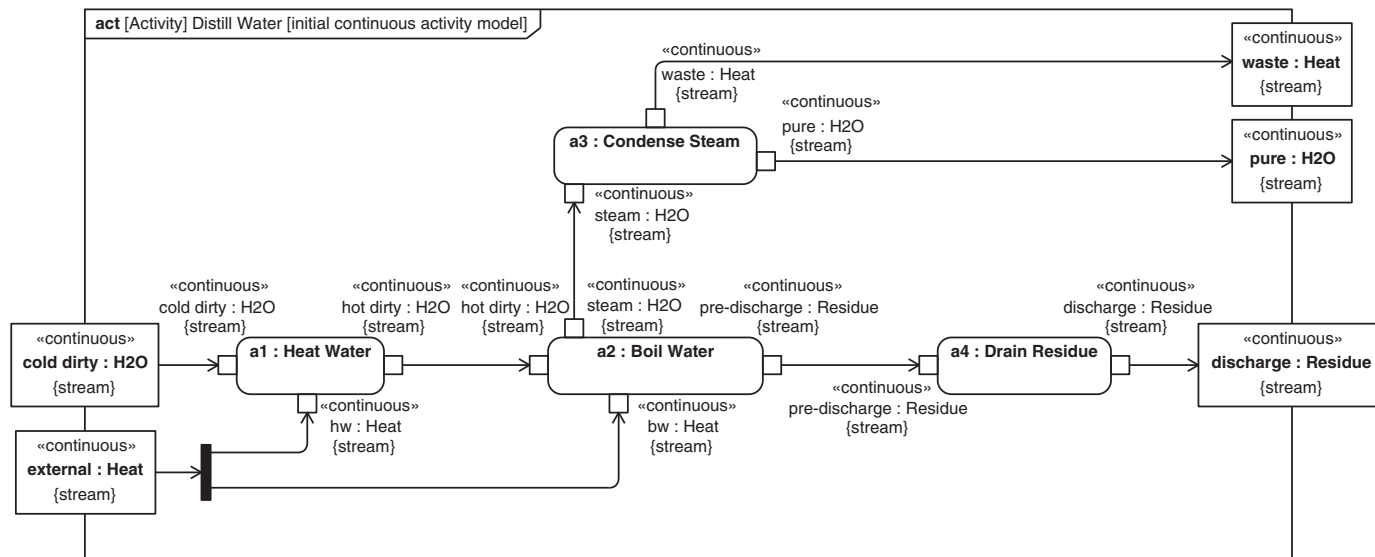 act [Activity] Distill Water [initial continuous activity model]
«continuous»
waste : Heat
{stream}
«continuous»
waste : Heat
{stream}
«continuous»
pure : H2O
{stream}
«continuous»
pure : H2O
{stream}
a3 : Condense Steam
«continuous»
steam : H2O
{stream}
«continuous»
cold dirty : H2O
{stream}
«continuous»
hot dirty : H2O
{stream}
«continuous»
hot dirty : H2O
{stream}
«continuous»
steam : H2O
{stream}
«continuous»
pre-discharge : Residue
{stream}
«continuous»
discharge : Residue
{stream}
«continuous»
cold dirty : H2O
{stream}
a1 : Heat Water
a2 : Boil Water
a4 : Drain Residue
«continuous»
discharge : Residue
{stream}
«continuous»
hw : Heat
{stream}
«continuous»
bw : Heat
{stream}
«continuous»
pre-discharge : Residue
{stream}
«continuous»
external : Heat
{stream}